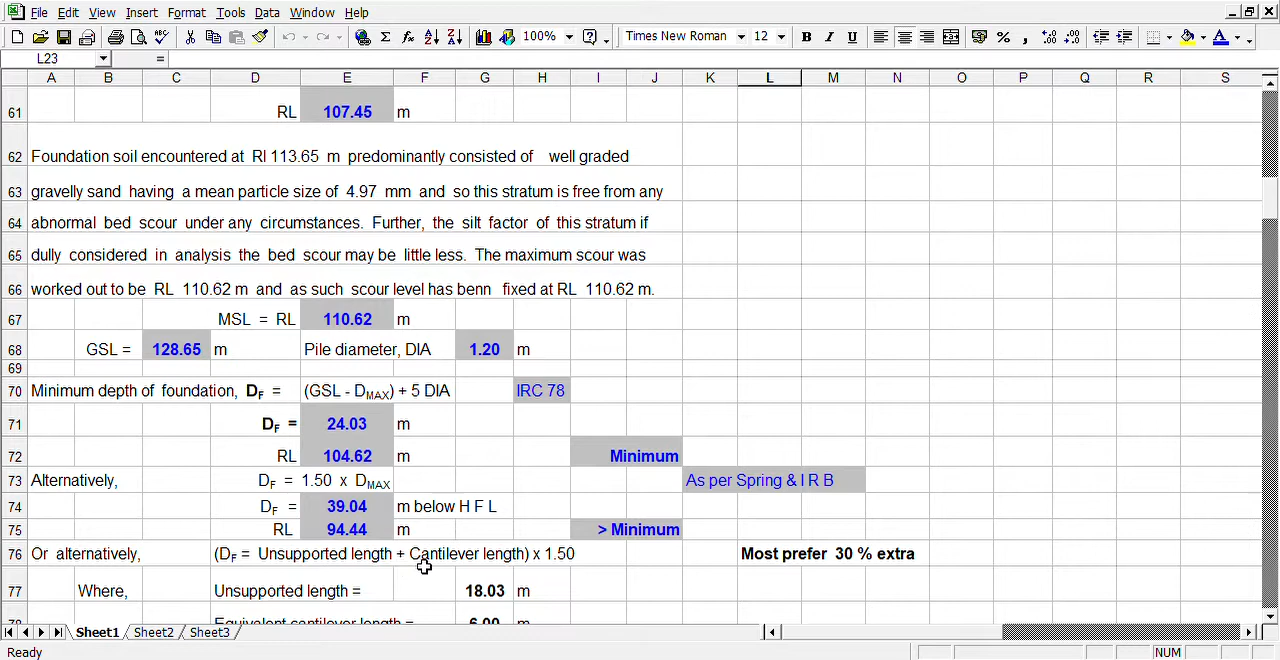 File Edit View Insert Format Tools Data Window Help
100% Times New Roman 12 B I U % ,
L23 =
A B C D E F G H I J K L M N O P Q R S
61 RL 107.45 m
62 Foundation soil encountered at Rl 113.65 m predominantly consisted of well graded
63 gravelly sand having a mean particle size of 4.97 mm and so this stratum is free from any
64 abnormal bed scour under any circumstances. Further, the silt factor of this stratum if
65 dully considered in analysis the bed scour may be little less. The maximum scour was
66 worked out to be RL 110.62 m and as such scour level has benn fixed at RL 110.62 m.
67 MSL = RL 110.62 m
68 GSL = 128.65 m Pile diameter, DIA 1.20 m
69
70 Minimum depth of foundation, DF = (GSL - DMAX) + 5 DIA IRC 78
71 DF = 24.03 m
72 RL 104.62 m Minimum
73 Alternatively, DF = 1.50 x DMAX As per Spring & I R B
74 DF = 39.04 m below H F L
75 RL 94.44 m > Minimum
76 Or alternatively, (DF = Unsupported length + Cantilever length) x 1.50 Most prefer 30 % extra
77 Where, Unsupported length = 18.03 m
78 Equivalent cantilever length = 6.00 m
Sheet1 Sheet2 Sheet3
Ready NUM